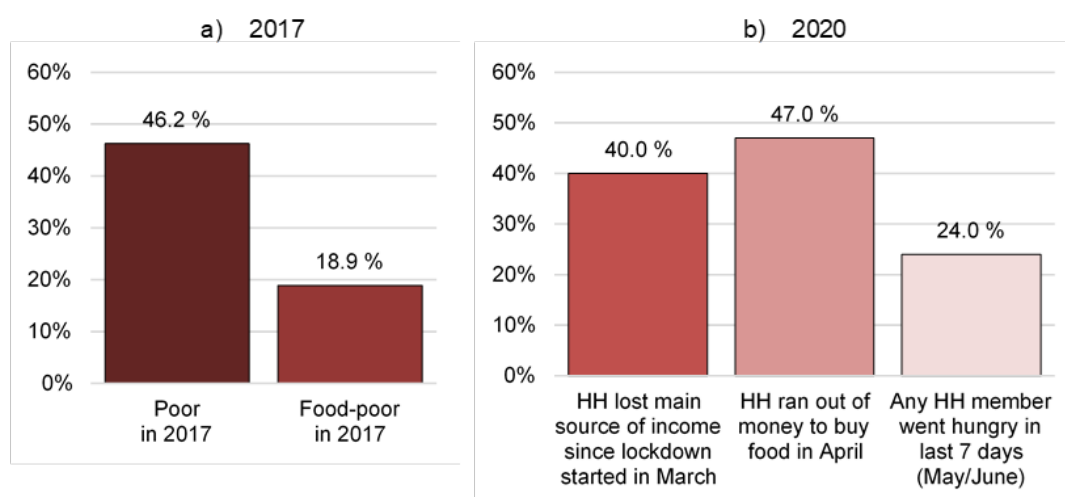 a) 2017
60%
50%
40%
30%
20%
10%
0%
46.2 %
18.9 %
Poor
in 2017
Food-poor
in 2017
b) 2020
60%
50%
40%
30%
20%
10%
0%
40.0 %
47.0 %
24.0 %
HH lost main
source of income
since lockdown
started in March
HH ran out of
money to buy
food in April
Any HH member
went hungry in
last 7 days
(May/June)